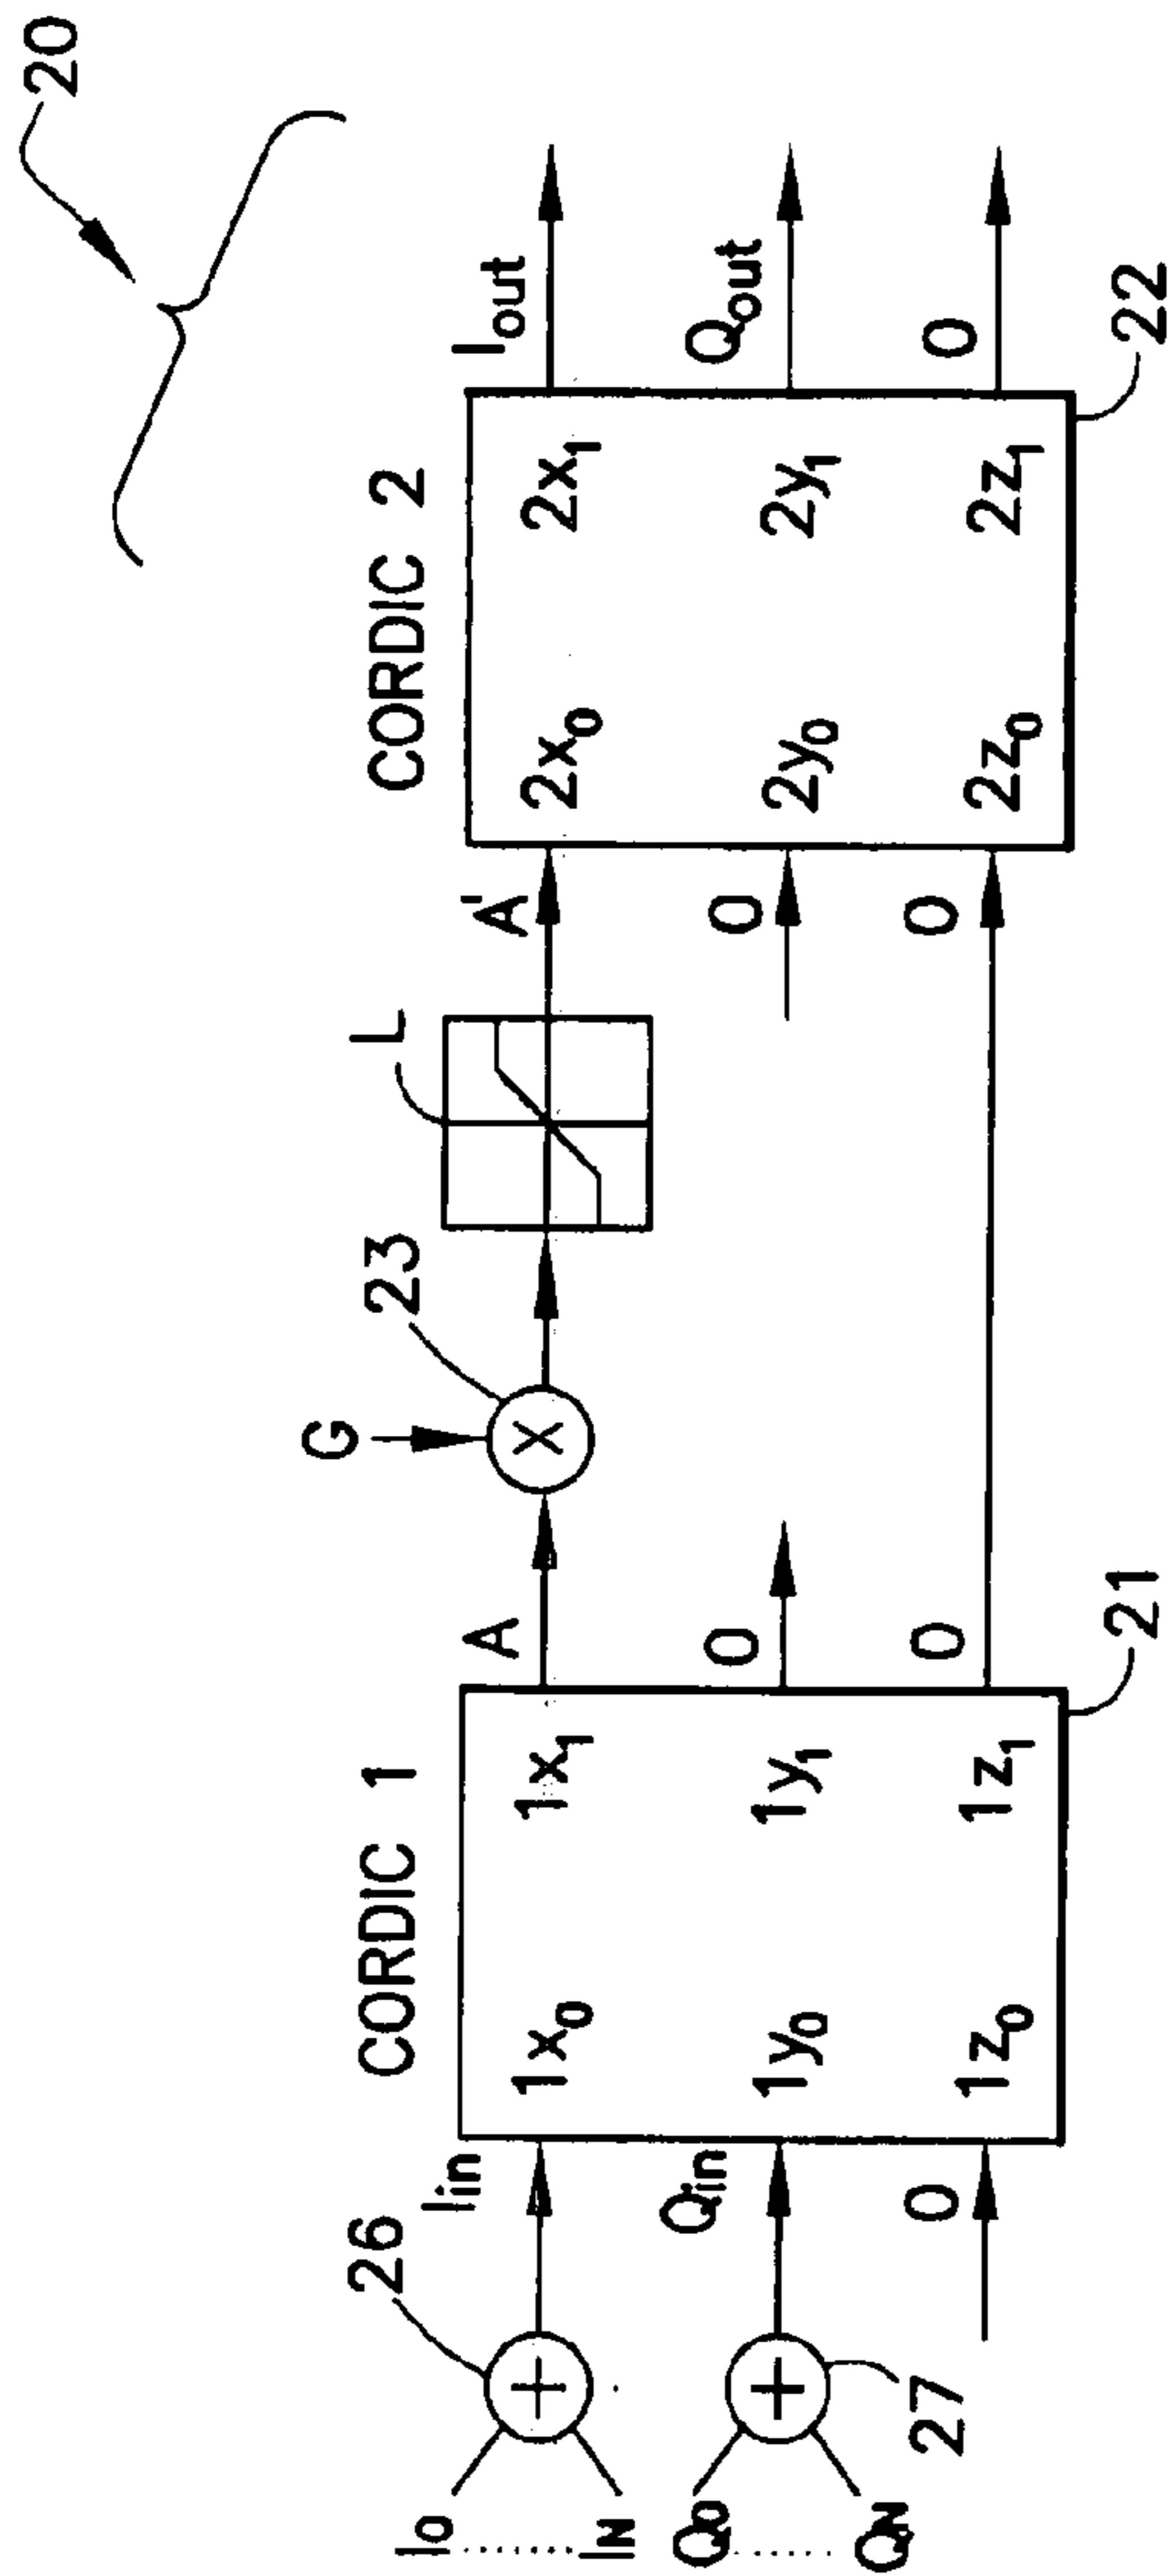 20
CORDIC 1
CORDIC 2
I0 ........ IN
26
Iin
1x0
1x1
A
G
23
L
A'
2x0
2x1
Iout
Q0 ........ QN
27
Qin
1y0
1y1
0
0
2y0
2y1
Qout
0
1z0
1z1
0
0
2z0
2z1
0
21
22